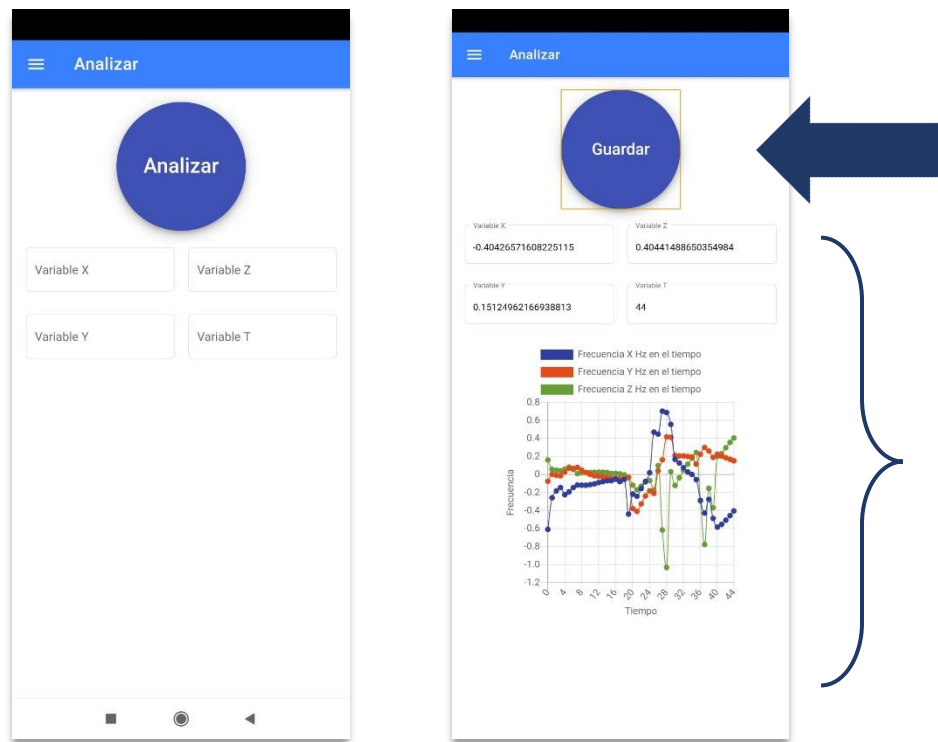 Analizar
Analizar
Variable X
Variable Z
Variable Y
Variable T
Analizar
Guardar
Variable X
Variable Z
-0.40426571608225115
0.40441488650354984
Variable Y
Variable T
0.15124962166938813
44
Frecuencia X Hz en el tiempo
Frecuencia Y Hz en el tiempo
Frecuencia Z Hz en el tiempo
0.8
0.6
0.4
0.2
0
-0.2
-0.4
-0.6
-0.8
-1.0
-1.2
Frecuencia
0 4 8 12 16 20 24 28 32 36 40 44
Tiempo